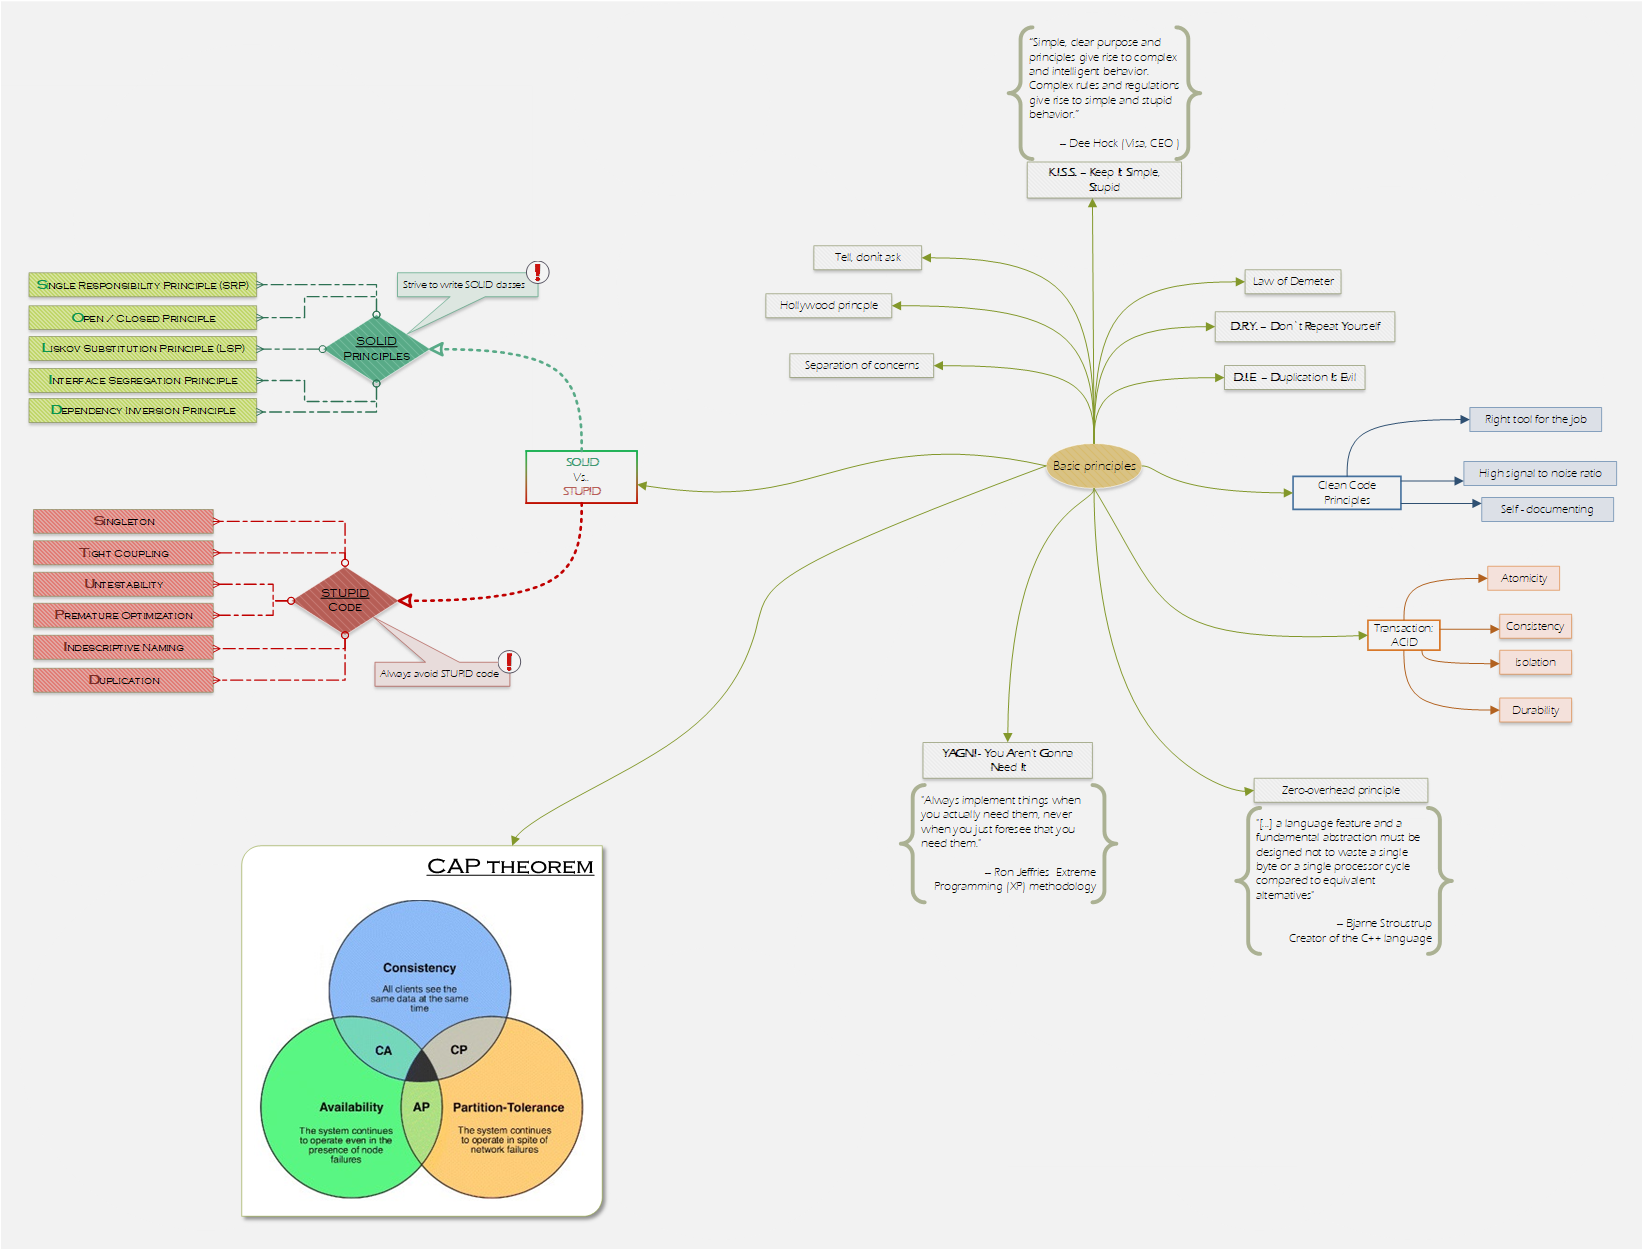 "Simple, clear purpose and
principles give rise to complex
and intelligent behavior.
Complex rules and regulations
give rise to simple and stupid
behavior."
– Dee Hock (Visa, CEO )
K.I.S.S. – Keep It Simple,
Stupid
Tell, don't ask
Hollywood princple
Separation of concerns
Law of Demeter
D.R.Y. – Don`t Repeat Yourself
D.I.E – Duplication Is Evil
Basic principles
Right tool for the job
High signal to noise ratio
Self - documenting
Clean Code
Principles
Transaction:
ACID
Atomicity
Consistency
Isolation
Durability
Single Responsibility Principle (SRP)
Open / Closed Principle
Liskov Substitution Principle (LSP)
Interface Segregation Principle
Dependency Inversion Principle
SOLID
Principles
Strive to write SOLID classes
!
SOLID
Vs.
STUPID
Singleton
Tight Coupling
Untestability
Premature Optimization
Indescriptive Naming
Duplication
STUPID
Code
Always avoid STUPID code
!
YAGNI - You Aren't Gonna
Need It
"Always implement things when
you actually need them, never
when you just foresee that you
need them."
– Ron Jeffries Extreme
Programming (XP) methodology
Zero-overhead principle
"[...] a language feature and a
fundamental abstraction must be
designed not to waste a single
byte or a single processor cycle
compared to equivalent
alternatives"
– Bjarne Stroustrup
Creator of the C++ language
CAP theorem
Consistency
All clients see the
same data at the same
time
CA
CP
AP
Availability
The system continues
to operate even in the
presence of node
failures
Partition-Tolerance
The system continues
to operate in spite of
network failures